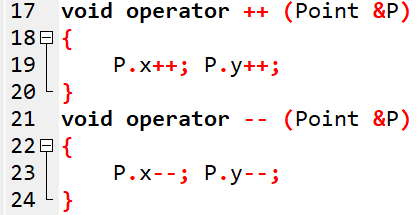 17 void operator ++ (Point &P)
18 {
19     P.x++; P.y++;
20 }
21 void operator -- (Point &P)
22 {
23     P.x--; P.y--;
24 }